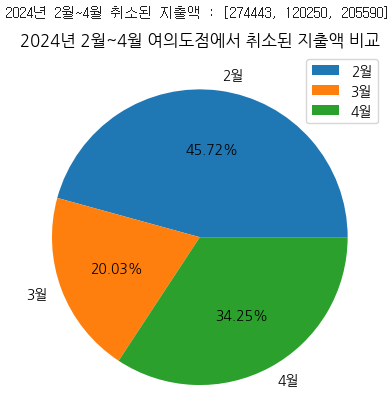 2024년 2월~4월 취소된 지출액 : [274443, 120250, 205590]
2024년 2월~4월 여의도점에서 취소된 지출액 비교
2월
2월
3월
4월
45.72%
20.03%
3월
34.25%
4월